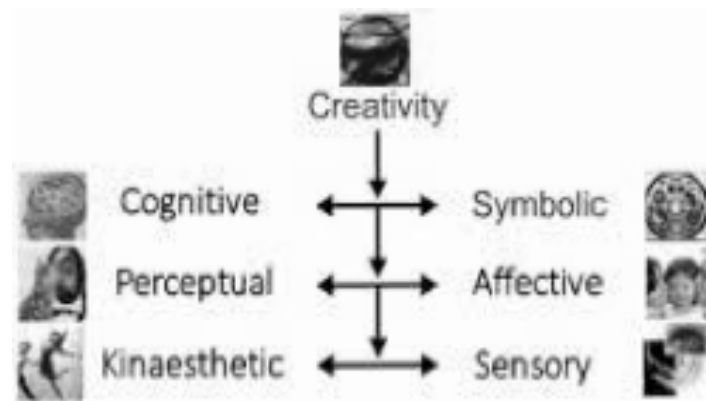 Creativity
Cognitive Symbolic
Perceptual Affective
Kinaesthetic Sensory